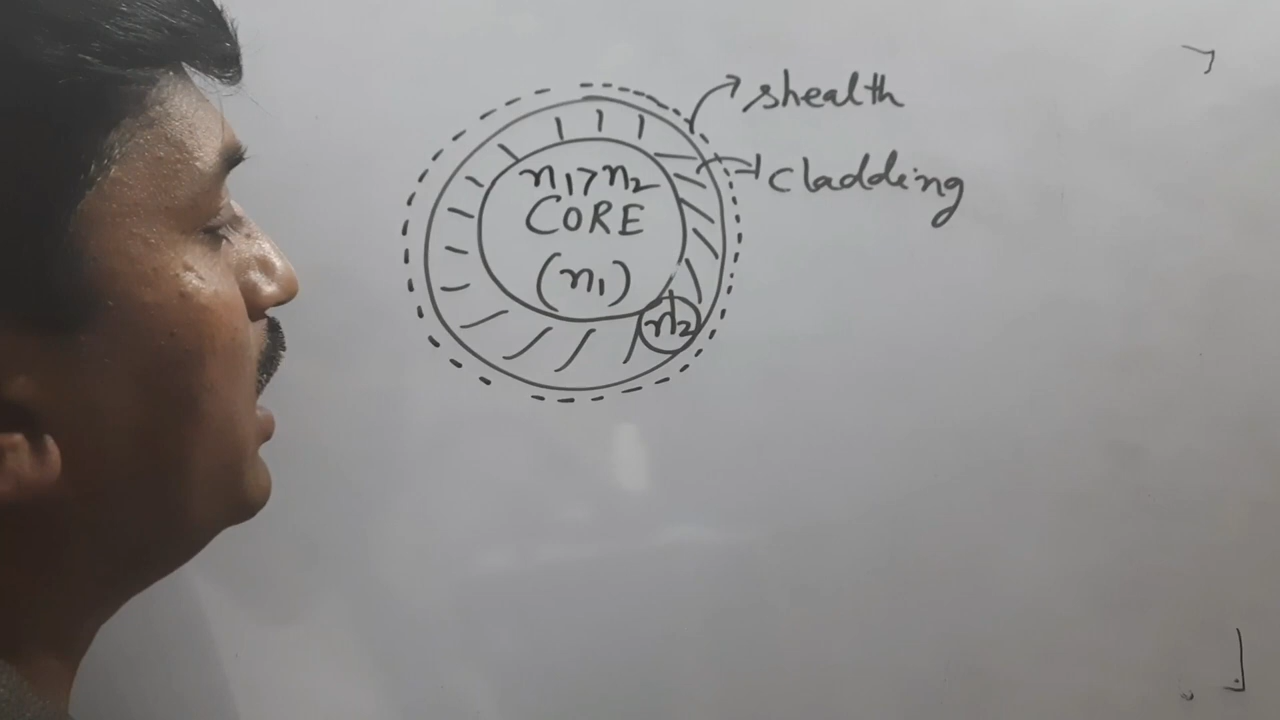 shealth
cladding
n₁>n₂
CORE
(n₁)
n₂